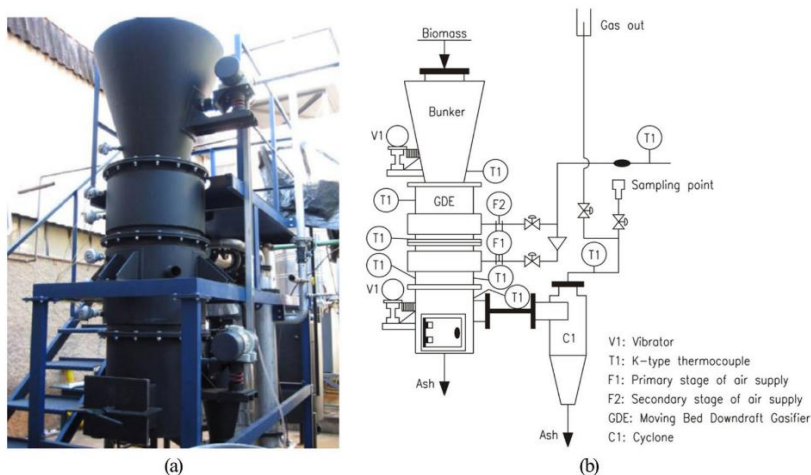 Biomass
Gas out
Bunker
V1
T1
T1
Sampling point
T1
GDE
F2
T1
F1
T1
T1
T1
V1
T1
C1
Ash
Ash
V1: Vibrator
T1: K-type thermocouple
F1: Primary stage of air supply
F2: Secondary stage of air supply
GDE: Moving Bed Downdraft Gasifier
C1: Cyclone
(a)
(b)